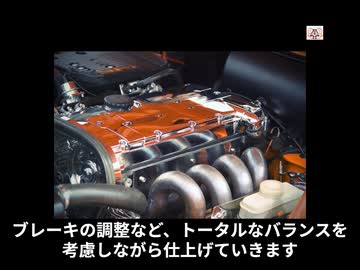 ブレーキの調整など、トータルなバランスを
考慮しながら仕上げていきます